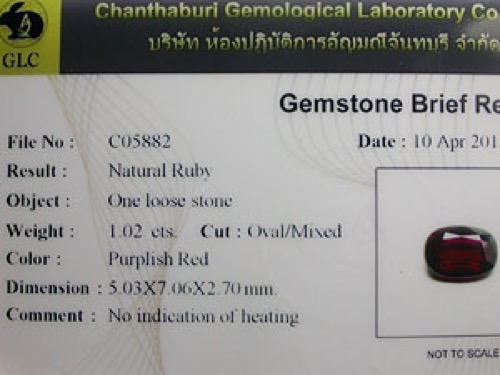 Chanthaburi Gemological Laboratory Co
บริษัท ห้องปฏิบัติการอัญมณีจันทบุรี จำกัด
GLC
Gemstone Brief Re
File No : C05882 Date : 10 Apr 201
Result : Natural Ruby
Object : One loose stone
Weight : 1.02 cts. Cut : Oval/Mixed
Color : Purplish Red
Dimension : 5.03X7.06X2.70 mm.
Comment : No indication of heating
NOT TO SCALE